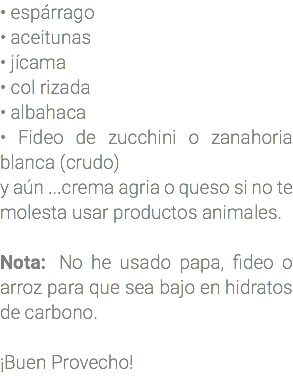 • espárrago
• aceitunas
• jícama
• col rizada
• albahaca
• Fideo de zucchini o zanahoria
blanca (crudo)
y aún ...crema agria o queso si no te
molesta usar productos animales.

Nota: No he usado papa, fideo o
arroz para que sea bajo en hidratos
de carbono.

¡Buen Provecho!